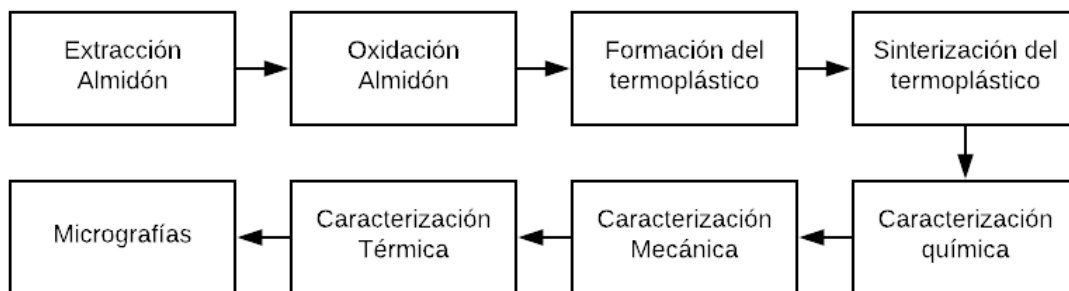 Extracción
Almidón
Oxidación
Almidón
Formación del
termoplástico
Sinterización del
termoplástico
Caracterización
química
Caracterización
Mecánica
Caracterización
Térmica
Micrografías